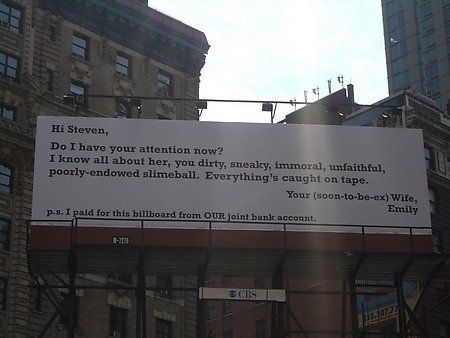 Hi Steven,
Do I have your attention now?
I know all about her, you dirty, sneaky, immoral, unfaithful,
poorly-endowed slimeball. Everything's caught on tape.
Your (soon-to-be-ex) Wife,
Emily
p.s. I paid for this billboard from OUR joint bank account.
CBS